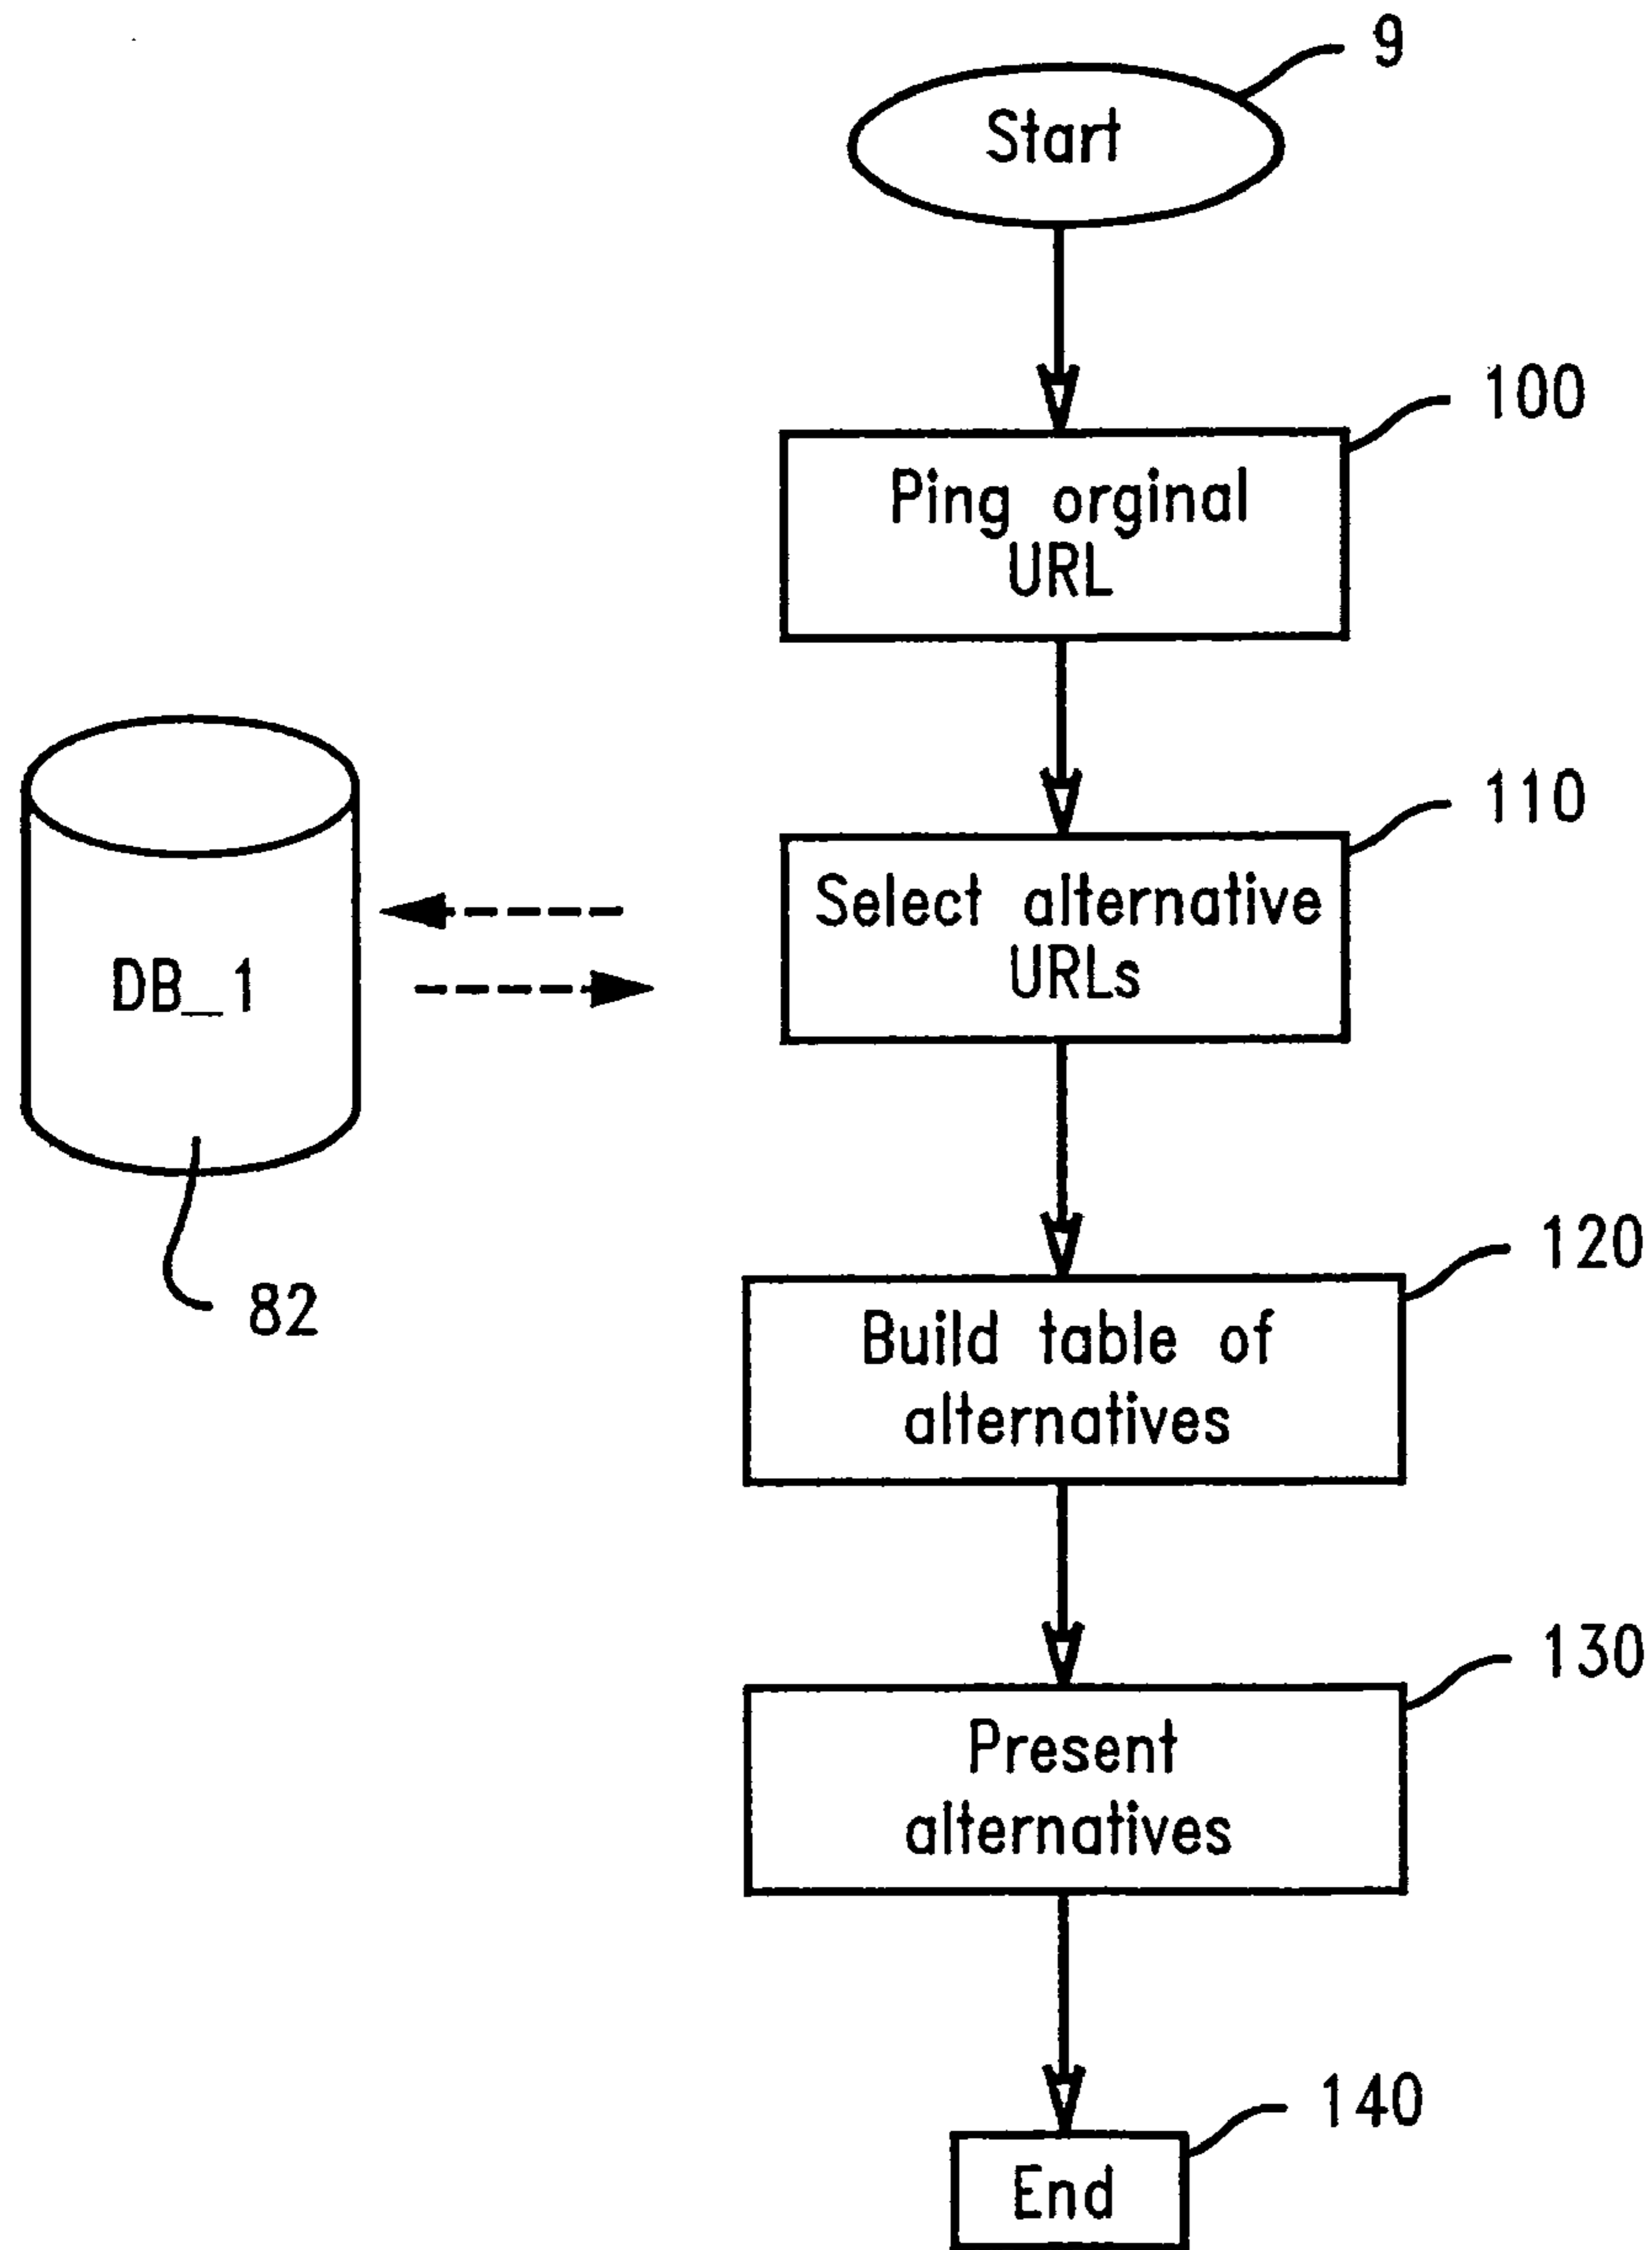 9
Start
100
Ping orginal
URL
110
Select alternative
URLs
DB_1
82
120
Build table of
alternatives
130
Present
alternatives
140
End